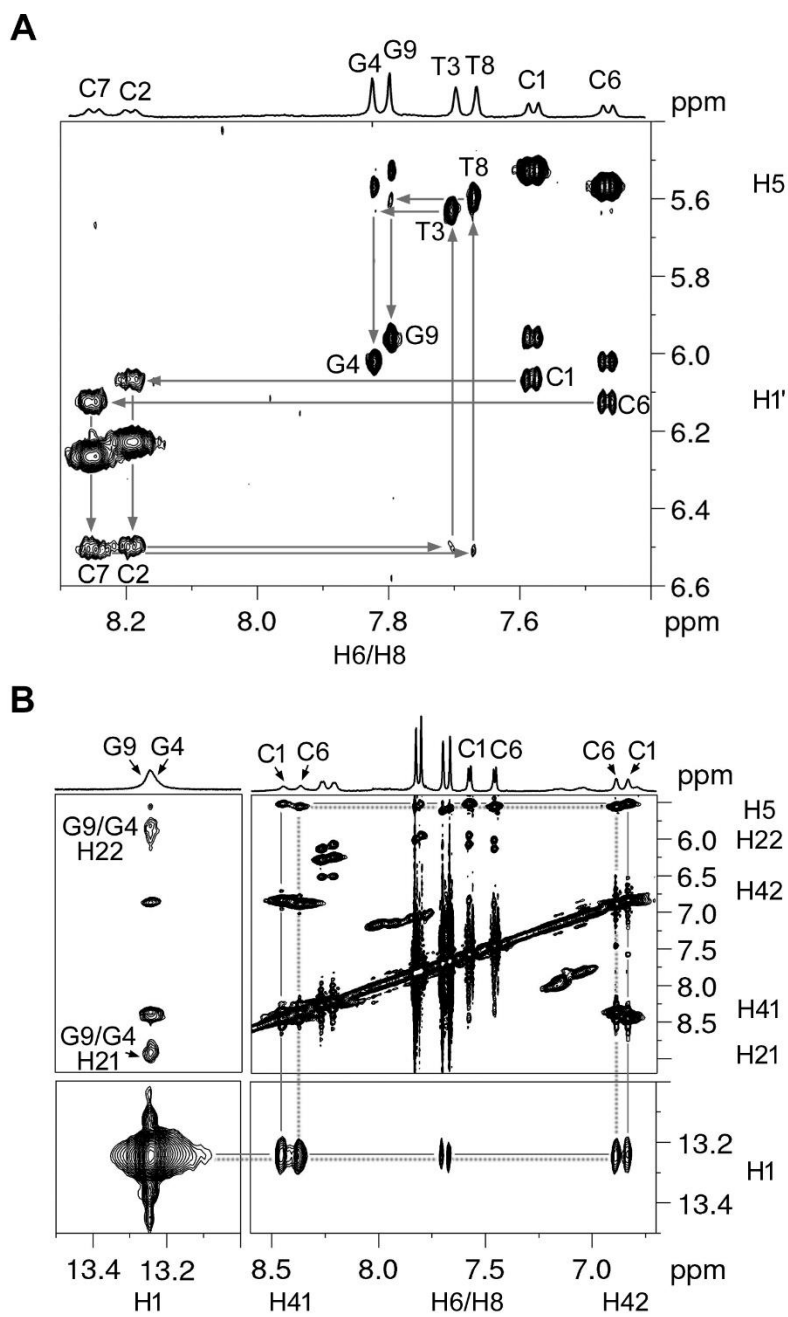 A
C7 C2 G4 G9 T3 T8 C1 C6 ppm
T8
5.6 H5
T3
5.8
G9
G4 6.0
C1
C6 H1'
6.2
6.4
C7 C2
6.6
8.2 8.0 7.8 7.6 ppm
H6/H8
B
G9 G4 C1 C6 C1 C6 C6 C1 ppm
H5
G9/G4
H22
6.0 H22
6.5
H42
7.0
7.5
8.0
H41
G9/G4
H21
8.5
H21
13.2
H1
13.4
13.4 13.2 8.5 8.0 7.5 7.0 ppm
H1 H41 H6/H8 H42